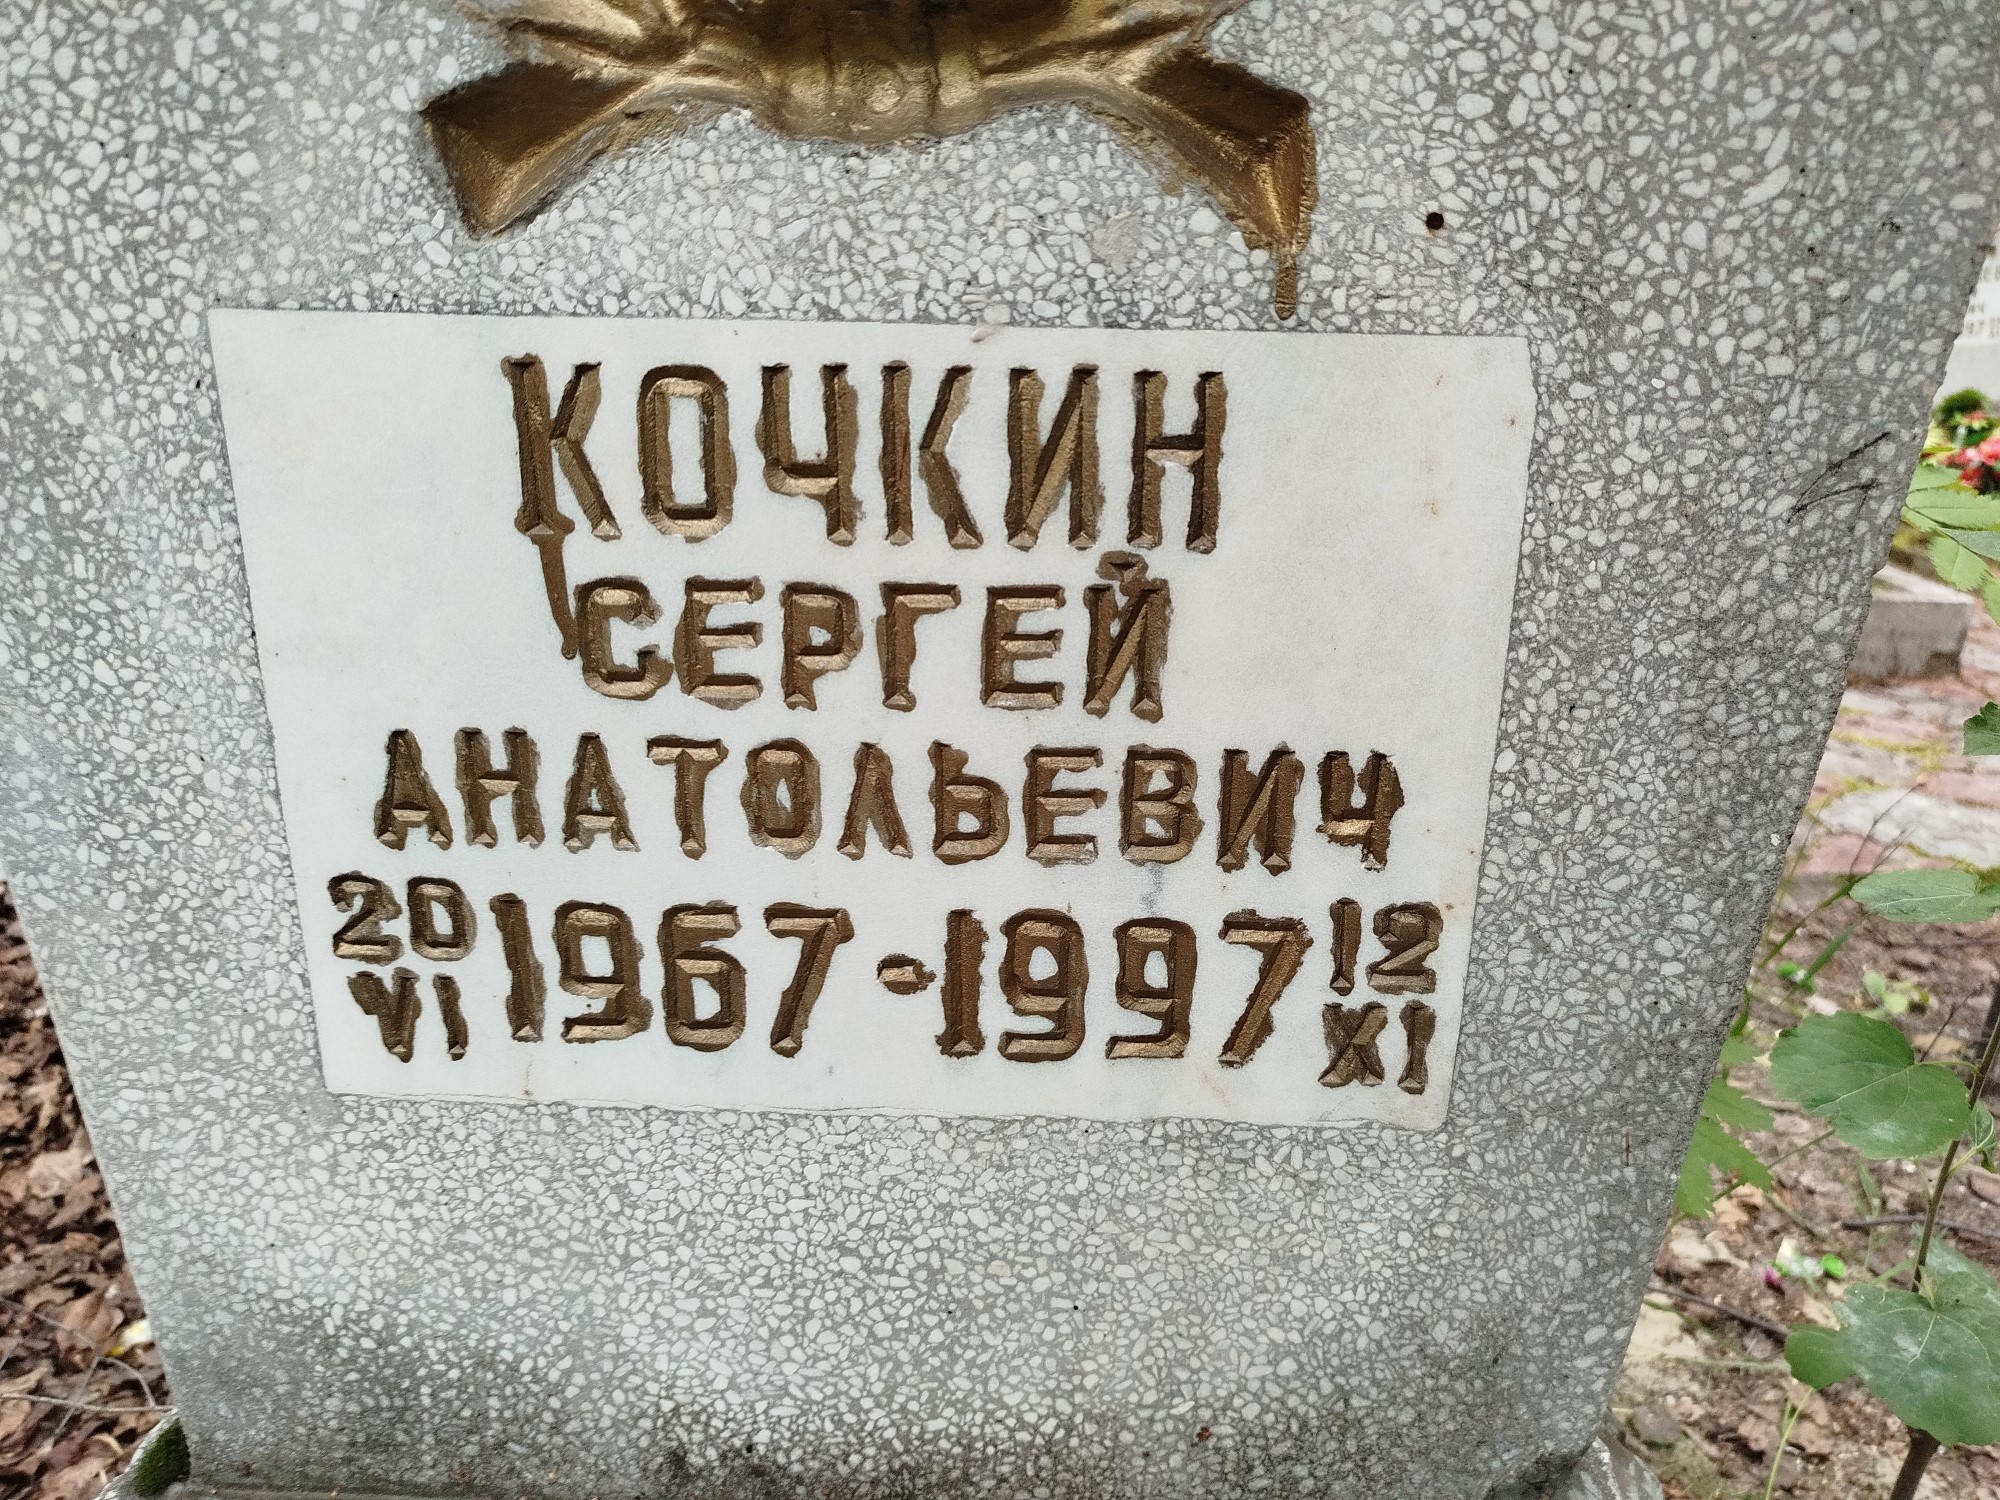 КОЧКИН
СЕРГЕЙ
АНАТОЛЬЕВИЧ
20 VI 1967-1997 12 XI